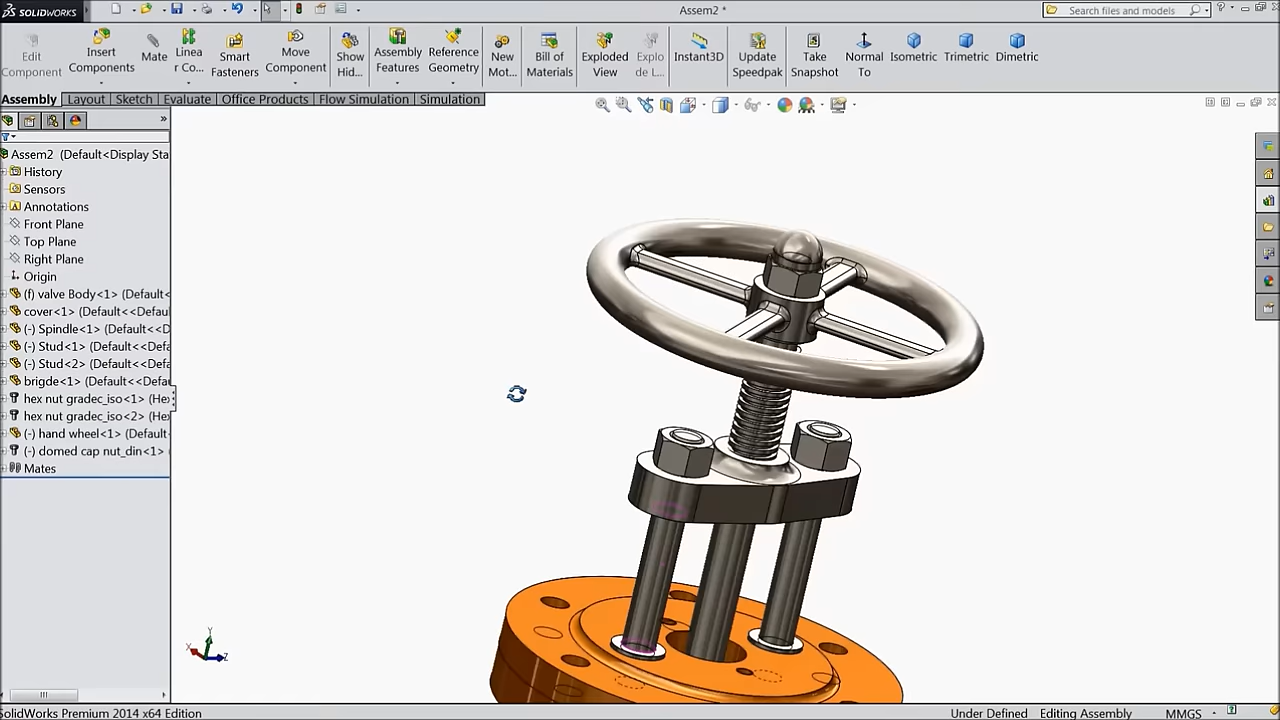 SOLIDWORKS
Assem2 *
Search files and models
Edit Component
Insert Components
Mate
Linea r Co...
Smart Fasteners
Move Component
Show Hid...
Assembly Features
Reference Geometry
New Mot...
Bill of Materials
Exploded View
Explo de L...
Instant3D
Update Speedpak
Take Snapshot
Normal To
Isometric
Trimetric
Dimetric
Assembly
Layout
Sketch
Evaluate
Office Products
Flow Simulation
Simulation
Assem2 (Default<Display Sta
History
Sensors
Annotations
Front Plane
Top Plane
Right Plane
Origin
(f) valve Body<1> (Default<
cover<1> (Default<<Defaul
(-) Spindle<1> (Default<<D
(-) Stud<1> (Default<<Defa
(-) Stud<2> (Default<<Defa
brigde<1> (Default<<Defau
hex nut gradec_iso<1> (Hex
hex nut gradec_iso<2> (Hex
(-) hand wheel<1> (Default
(-) domed cap nut_din<1> (
Mates
Y
X
Z
SolidWorks Premium 2014 x64 Edition
Under Defined
Editing Assembly
MMGS